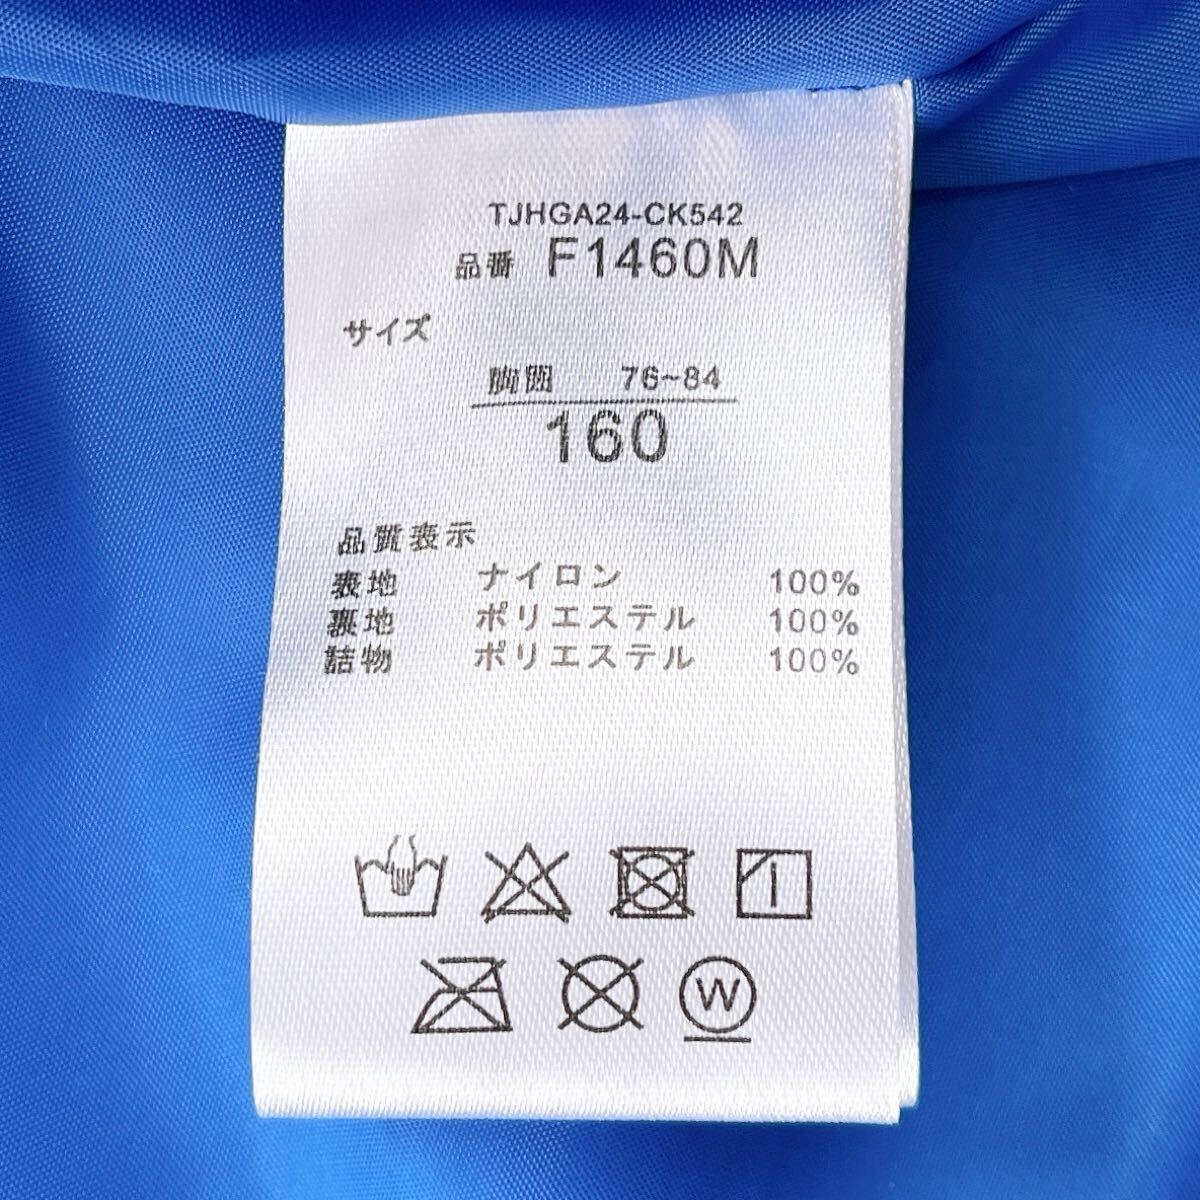 TJHGA24-CK542
品番 F1460M
サイズ
胸囲 76~84
160
品質表示
表地 ナイロン 100%
裏地 ポリエステル 100%
詰物 ポリエステル 100%
W